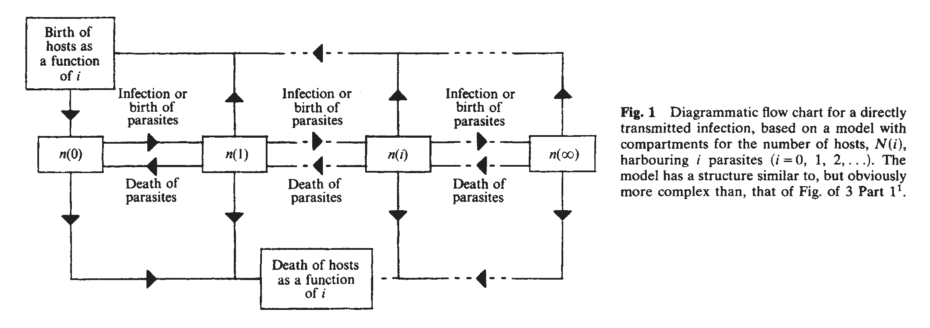 Birth of
hosts as
a function
of i
Infection or
birth of
parasites
Infection or
birth of
parasites
Infection or
birth of
parasites
n(0)
n(1)
n(i)
n(∞)
Death of
parasites
Death of
parasites
Death of
parasites
Death of hosts
as a function
of i
Fig. 1 Diagrammatic flow chart for a directly
transmitted infection, based on a model with
compartments for the number of hosts, N(i),
harbouring i parasites (i = 0, 1, 2, . . .). The
model has a structure similar to, but obviously
more complex than, that of Fig. of 3 Part 1¹.